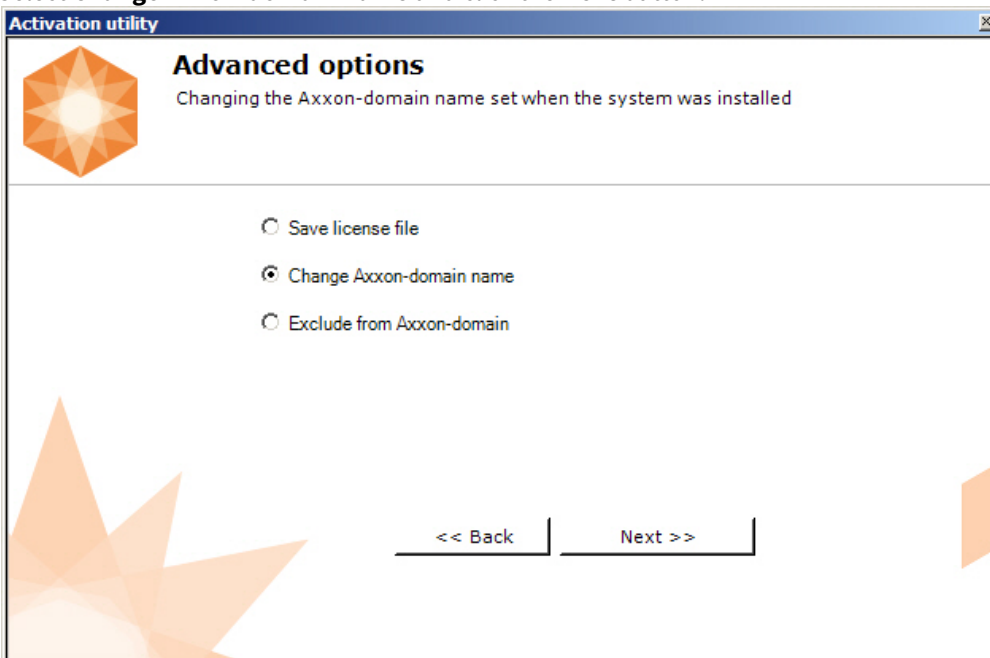 Activation utility
Advanced options
Changing the Axxon-domain name set when the system was installed
Save license file
Change Axxon-domain name
Exclude from Axxon-domain
<< Back Next >>